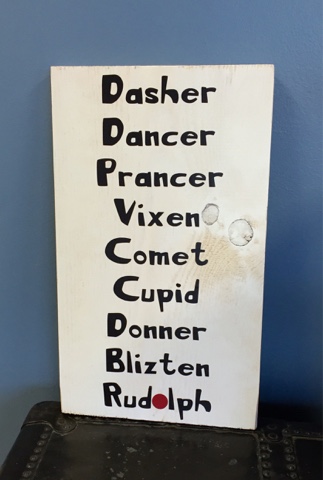 Dasher
Dancer
Prancer
Vixen
Comet
Cupid
Donner
Blizten
Rudolph